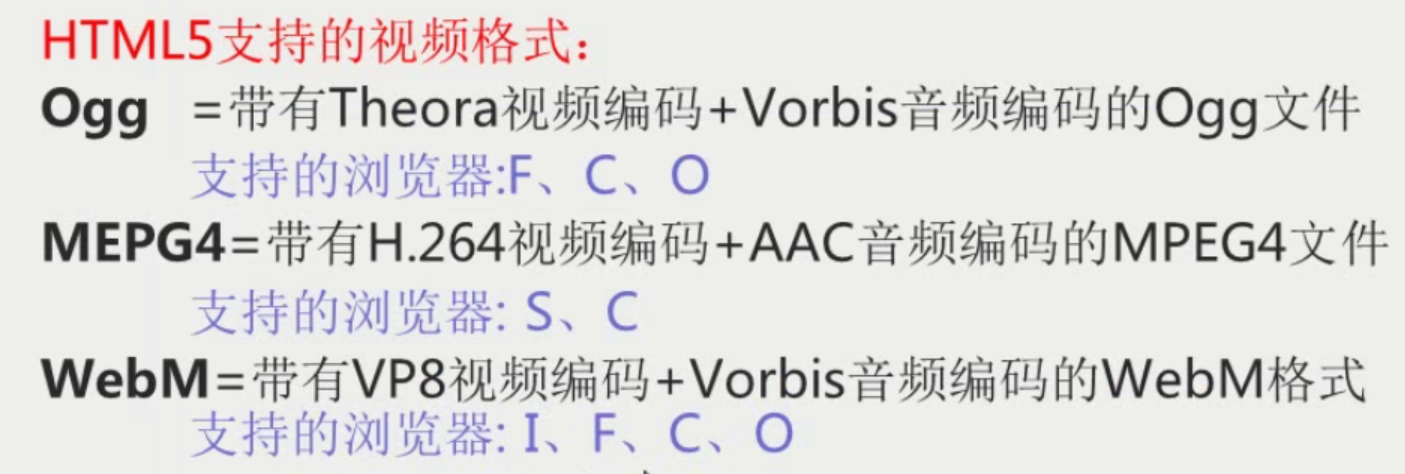 HTML5支持的视频格式：
Ogg =带有Theora视频编码+Vorbis音频编码的Ogg文件
支持的浏览器:F、C、O
MEPG4=带有H.264视频编码+AAC音频编码的MPEG4文件
支持的浏览器: S、C
WebM=带有VP8视频编码+Vorbis音频编码的WebM格式
支持的浏览器: I、F、C、O